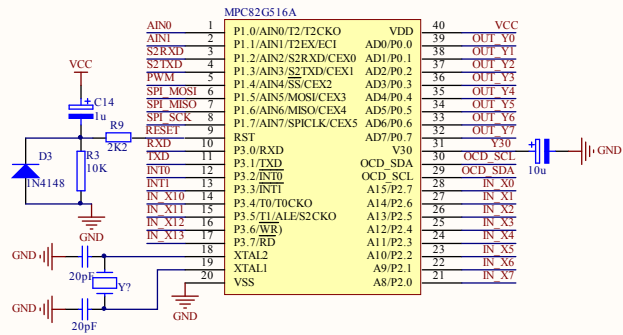 MPC82G516A
AIN0 1 P1.0/AIN0/T2/T2CKO VDD 40 VCC
AIN1 2 P1.1/AIN1/T2EX/ECI AD0/P0.0 39 OUT_Y0
S2RXD 3 P1.2/AIN2/S2RXD/CEX0 AD1/P0.1 38 OUT_Y1
S2TXD 4 P1.3/AIN3/S2TXD/CEX1 AD2/P0.2 37 OUT_Y2
PWM 5 P1.4/AIN4/SS/CEX2 AD3/P0.3 36 OUT_Y3
SPI_MOSI 6 P1.5/AIN5/MOSI/CEX3 AD4/P0.4 35 OUT_Y4
SPI_MISO 7 P1.6/AIN6/MISO/CEX4 AD5/P0.5 34 OUT_Y5
SPI_SCK 8 P1.7/AIN7/SPICLK/CEX5 AD6/P0.6 33 OUT_Y6
RESET 9 RST AD7/P0.7 32 OUT_Y7
RXD 10 P3.0/RXD V30 31 Y30
TXD 11 P3.1/TXD OCD_SDA 30 OCD_SCL
INT0 12 P3.2/INT0 OCD_SCL 29 OCD_SDA
INT1 13 P3.3/INT1 A15/P2.7 28 IN_X0
IN_X10 14 P3.4/T0/T0CKO A14/P2.6 27 IN_X1
IN_X11 15 P3.5/T1/ALE/S2CKO A13/P2.5 26 IN_X2
IN_X12 16 P3.6/WR) A12/P2.4 25 IN_X3
IN_X13 17 P3.7/RD A11/P2.3 24 IN_X4
18 XTAL2 A10/P2.2 23 IN_X5
19 XTAL1 A9/P2.1 22 IN_X6
20 VSS A8/P2.0 21 IN_X7
VCC
C14
1u
R9
2K2
D3
1N4148
R3
10K
GND
GND
20pF
Y?
GND
20pF
GND
10u
GND